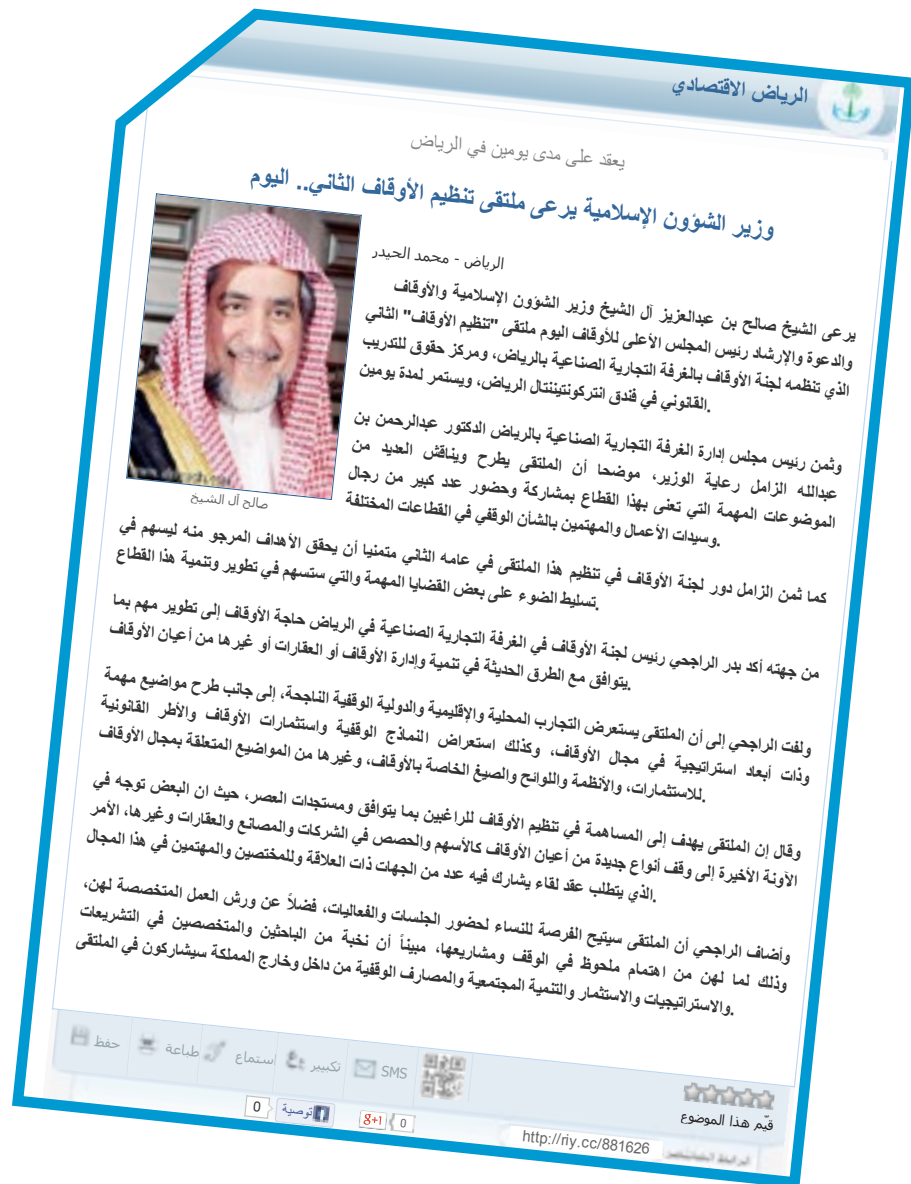 الرياض الاقتصادي
يعقد على مدى يومين في الرياض
وزير الشؤون الإسلامية يرعى ملتقى تنظيم الأوقاف الثاني.. اليوم
الرياض - محمد الحيدر
يرعى الشيخ صالح بن عبدالعزيز آل الشيخ وزير الشؤون الإسلامية والأوقاف
والدعوة والإرشاد رئيس المجلس الأعلى للأوقاف اليوم ملتقى "تنظيم الأوقاف" الثاني
الذي تنظمه لجنة الأوقاف بالغرفة التجارية الصناعية بالرياض، ومركز حقوق للتدريب
القانوني في فندق انتركونتيننتال الرياض، ويستمر لمدة يومين.
وثمن رئيس مجلس إدارة الغرفة التجارية الصناعية بالرياض الدكتور عبدالرحمن بن
عبدالله الزامل رعاية الوزير، موضحا أن الملتقى يطرح ويناقش العديد من
الموضوعات المهمة التي تعنى بهذا القطاع بمشاركة وحضور عدد كبير من رجال
وسيدات الأعمال والمهتمين بالشأن الوقفي في القطاعات المختلفة.
صالح آل الشيخ
كما ثمن الزامل دور لجنة الأوقاف في تنظيم هذا الملتقى في عامه الثاني متمنيا أن يحقق الأهداف المرجو منه ليسهم في
تسليط الضوء على بعض القضايا المهمة والتي ستسهم في تطوير وتنمية هذا القطاع.
من جهته أكد بدر الراجحي رئيس لجنة الأوقاف في الغرفة التجارية الصناعية في الرياض حاجة الأوقاف إلى تطوير مهم بما
يتوافق مع الطرق الحديثة في تنمية وإدارة الأوقاف أو العقارات أو غيرها من أعيان الأوقاف.
ولفت الراجحي إلى أن الملتقى يستعرض التجارب المحلية والإقليمية والدولية الوقفية الناجحة، إلى جانب طرح مواضيع مهمة
وذات أبعاد استراتيجية في مجال الأوقاف، وكذلك استعراض النماذج الوقفية واستثمارات الأوقاف والأطر القانونية
للاستثمارات، والأنظمة واللوائح والصيغ الخاصة بالأوقاف، وغيرها من المواضيع المتعلقة بمجال الأوقاف.
وقال إن الملتقى يهدف إلى المساهمة في تنظيم الأوقاف للراغبين بما يتوافق ومستجدات العصر، حيث ان البعض توجه في
الآونة الأخيرة إلى وقف أنواع جديدة من أعيان الأوقاف كالأسهم والحصص في الشركات والمصانع والعقارات وغيرها، الأمر
الذي يتطلب عقد لقاء يشارك فيه عدد من الجهات ذات العلاقة وللمختصين والمهتمين في هذا المجال.
وأضاف الراجحي أن الملتقى سيتيح الفرصة للنساء لحضور الجلسات والفعاليات، فضلاً عن ورش العمل المتخصصة لهن،
وذلك لما لهن من اهتمام ملحوظ في الوقف ومشاريعها، مبيناً أن نخبة من الباحثين والمتخصصين في التشريعات
والاستراتيجيات والاستثمار والتنمية المجتمعية والمصارف الوقفية من داخل وخارج المملكة سيشاركون في الملتقى.
SMS تكبيير استماع طباعة حفظ
قيّم هذا الموضوع
0 g+1 توصية 0
http://riy.cc/881626